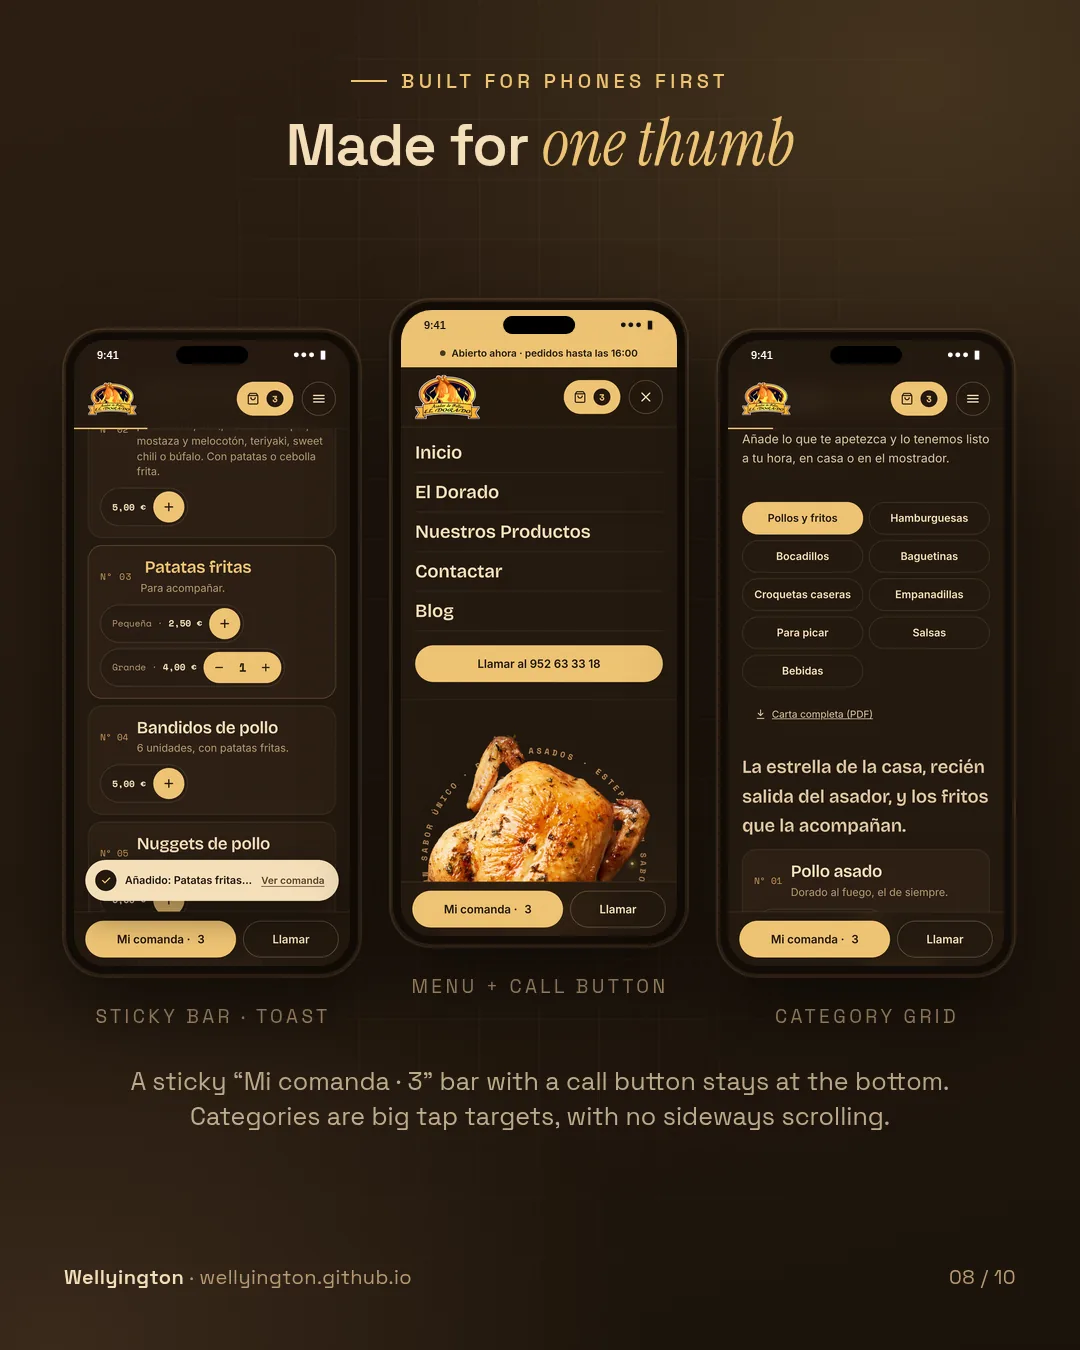 BUILT FOR PHONES FIRST
Made for one thumb
9:41
3
N° 02
mostaza y melocotón, teriyaki, sweet
chili o búfalo. Con patatas o cebolla
frita.
5,00 €
+
N° 03 Patatas fritas
Para acompañar.
Pequeña · 2,50 € +
Grande · 4,00 € − 1 +
N° 04 Bandidos de pollo
6 unidades, con patatas fritas.
5,00 € +
N° 05 Nuggets de pollo
Añadido: Patatas fritas... Ver comanda
Mi comanda · 3 Llamar
STICKY BAR · TOAST
9:41
Abierto ahora · pedidos hasta las 16:00
EL DORADO
3
Inicio
El Dorado
Nuestros Productos
Contactar
Blog
Llamar al 952 63 33 18
SABOR ÚNICO ·
ASADOS · ESTEP
SABO
Mi comanda · 3 Llamar
MENU + CALL BUTTON
9:41
3
Añade lo que te apetezca y lo tenemos listo
a tu hora, en casa o en el mostrador.
Pollos y fritos Hamburguesas
Bocadillos Baguetinas
Croquetas caseras Empanadillas
Para picar Salsas
Bebidas
Carta completa (PDF)
La estrella de la casa, recién
salida del asador, y los fritos
que la acompañan.
N° 01 Pollo asado
Dorado al fuego, el de siempre.
Mi comanda · 3 Llamar
CATEGORY GRID
A sticky “Mi comanda · 3” bar with a call button stays at the bottom.
Categories are big tap targets, with no sideways scrolling.
Wellyington · wellyington.github.io
08 / 10